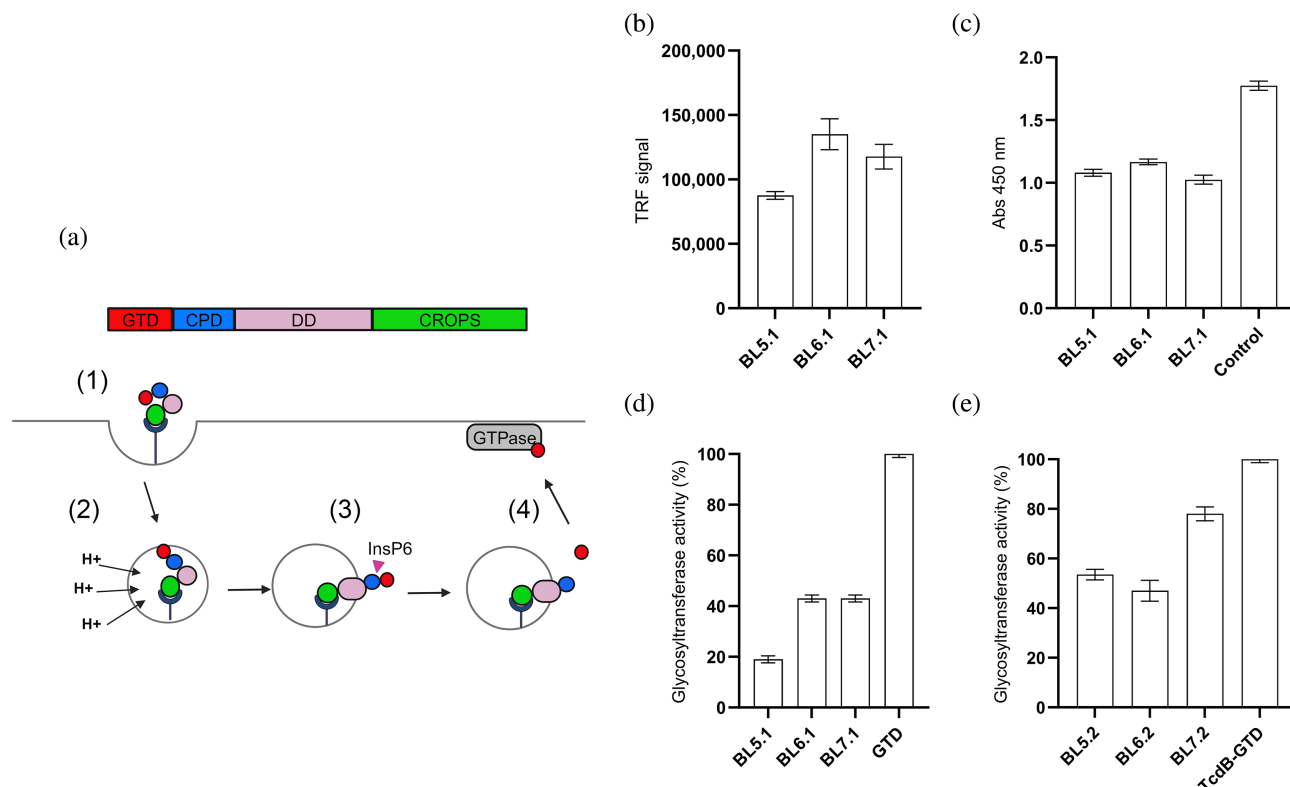 (a)
GTD CPD DD CROPS
(1)
GTPase
(2)
(3)
(4)
InsP6
H+
H+
H+
(b)
TRF signal
200,000
150,000
100,000
50,000
0
BL5.1 BL6.1 BL7.1
(c)
Abs 450 nm
2.0
1.5
1.0
0.5
0.0
BL5.1 BL6.1 BL7.1 Control
(d)
Glycosyltransferase activity (%)
100
80
60
40
20
0
BL5.1 BL6.1 BL7.1 GTD
(e)
Glycosyltransferase activity (%)
100
80
60
40
20
0
BL5.2 BL6.2 BL7.2 TcdB-GTD